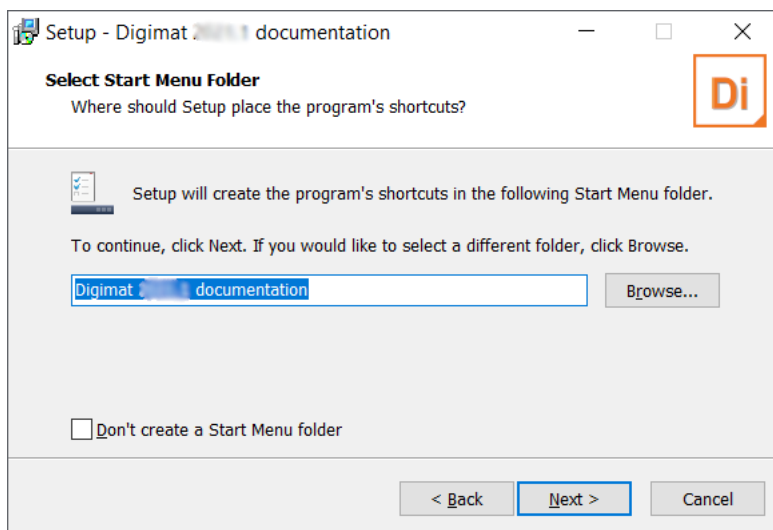 Setup - Digimat documentation
Select Start Menu Folder
Where should Setup place the program's shortcuts?
Di
Setup will create the program's shortcuts in the following Start Menu folder.
To continue, click Next. If you would like to select a different folder, click Browse.
Digimat documentation
Browse...
Don't create a Start Menu folder
< Back
Next >
Cancel